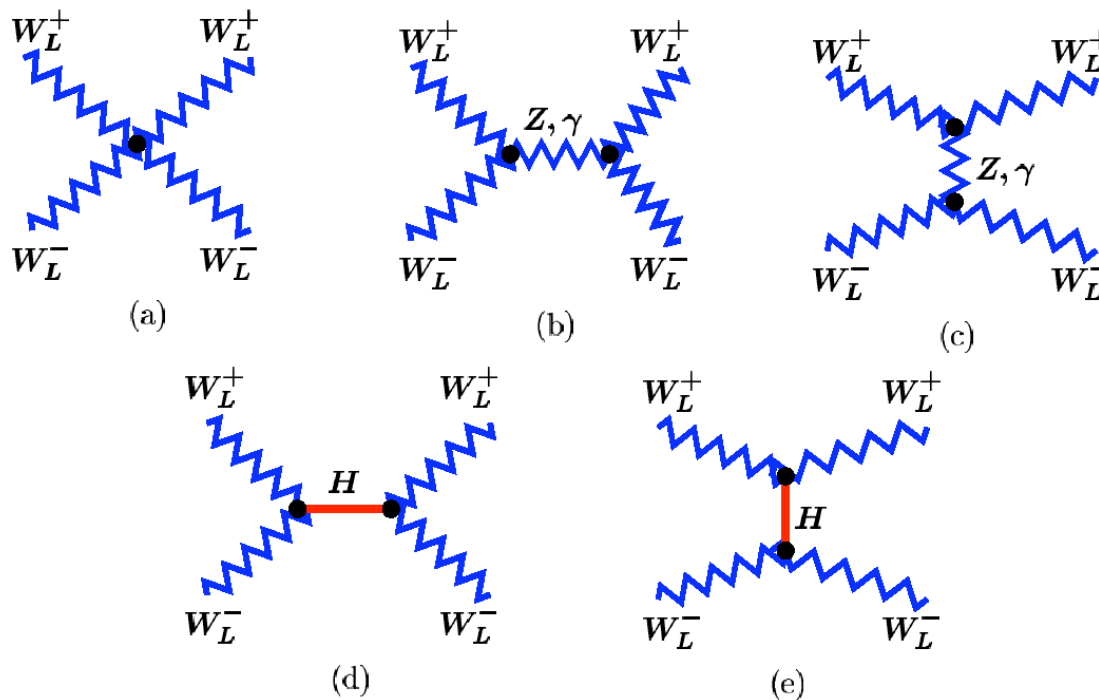 W_L^+ W_L^+
W_L^- W_L^-
(a)
W_L^+ W_L^+
Z, γ
W_L^- W_L^-
(b)
W_L^+ W_L^+
Z, γ
W_L^- W_L^-
(c)
W_L^+ W_L^+
H
W_L^- W_L^-
(d)
W_L^+ W_L^+
H
W_L^- W_L^-
(e)